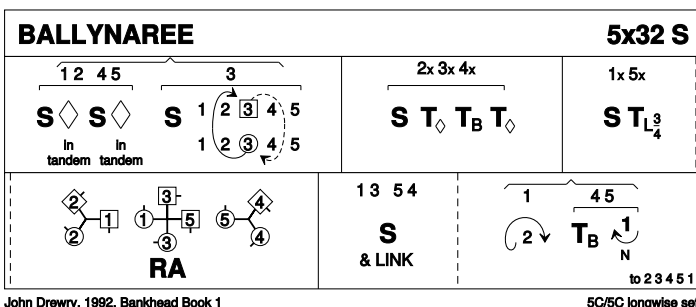 BALLYNAREE 5x32 S
1 2 4 5 3
S S S 1 2 3 4 5
in tandem in tandem
1 2 3 4 5
2x 3x 4x
S T T B T
1x 5x
S T L 3/4
2 1 2
3 1 5 3
4 5 4
RA
1 3 5 4
S
& LINK
1 4 5
2 T B 1
N
to 2 3 4 5 1
John Drewry, 1992, Bankhead Book 1 5C/5C longwise set